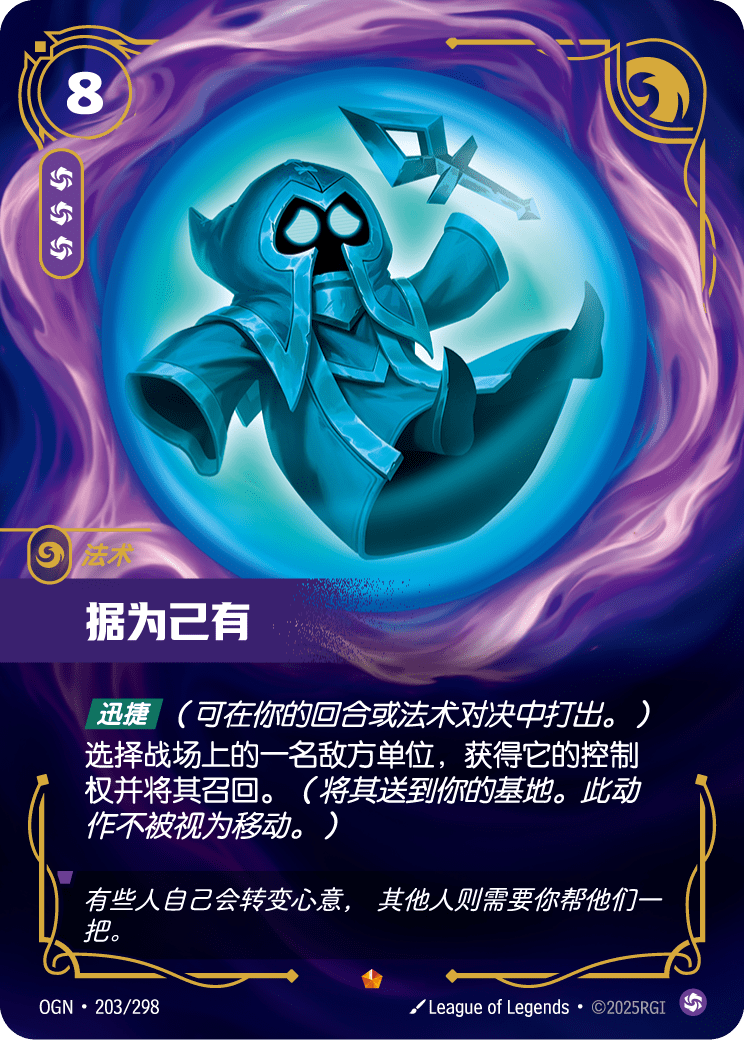 8
法术
据为己有
迅捷（可在你的回合或法术对决中打出。）
选择战场上的一名敌方单位，获得它的控制
权并将其召回。（将其送到你的基地。此动
作不被视为移动。）
有些人自己会转变心意， 其他人则需要你帮他们一
把。
OGN • 203/298
League of Legends • ©2025RGI